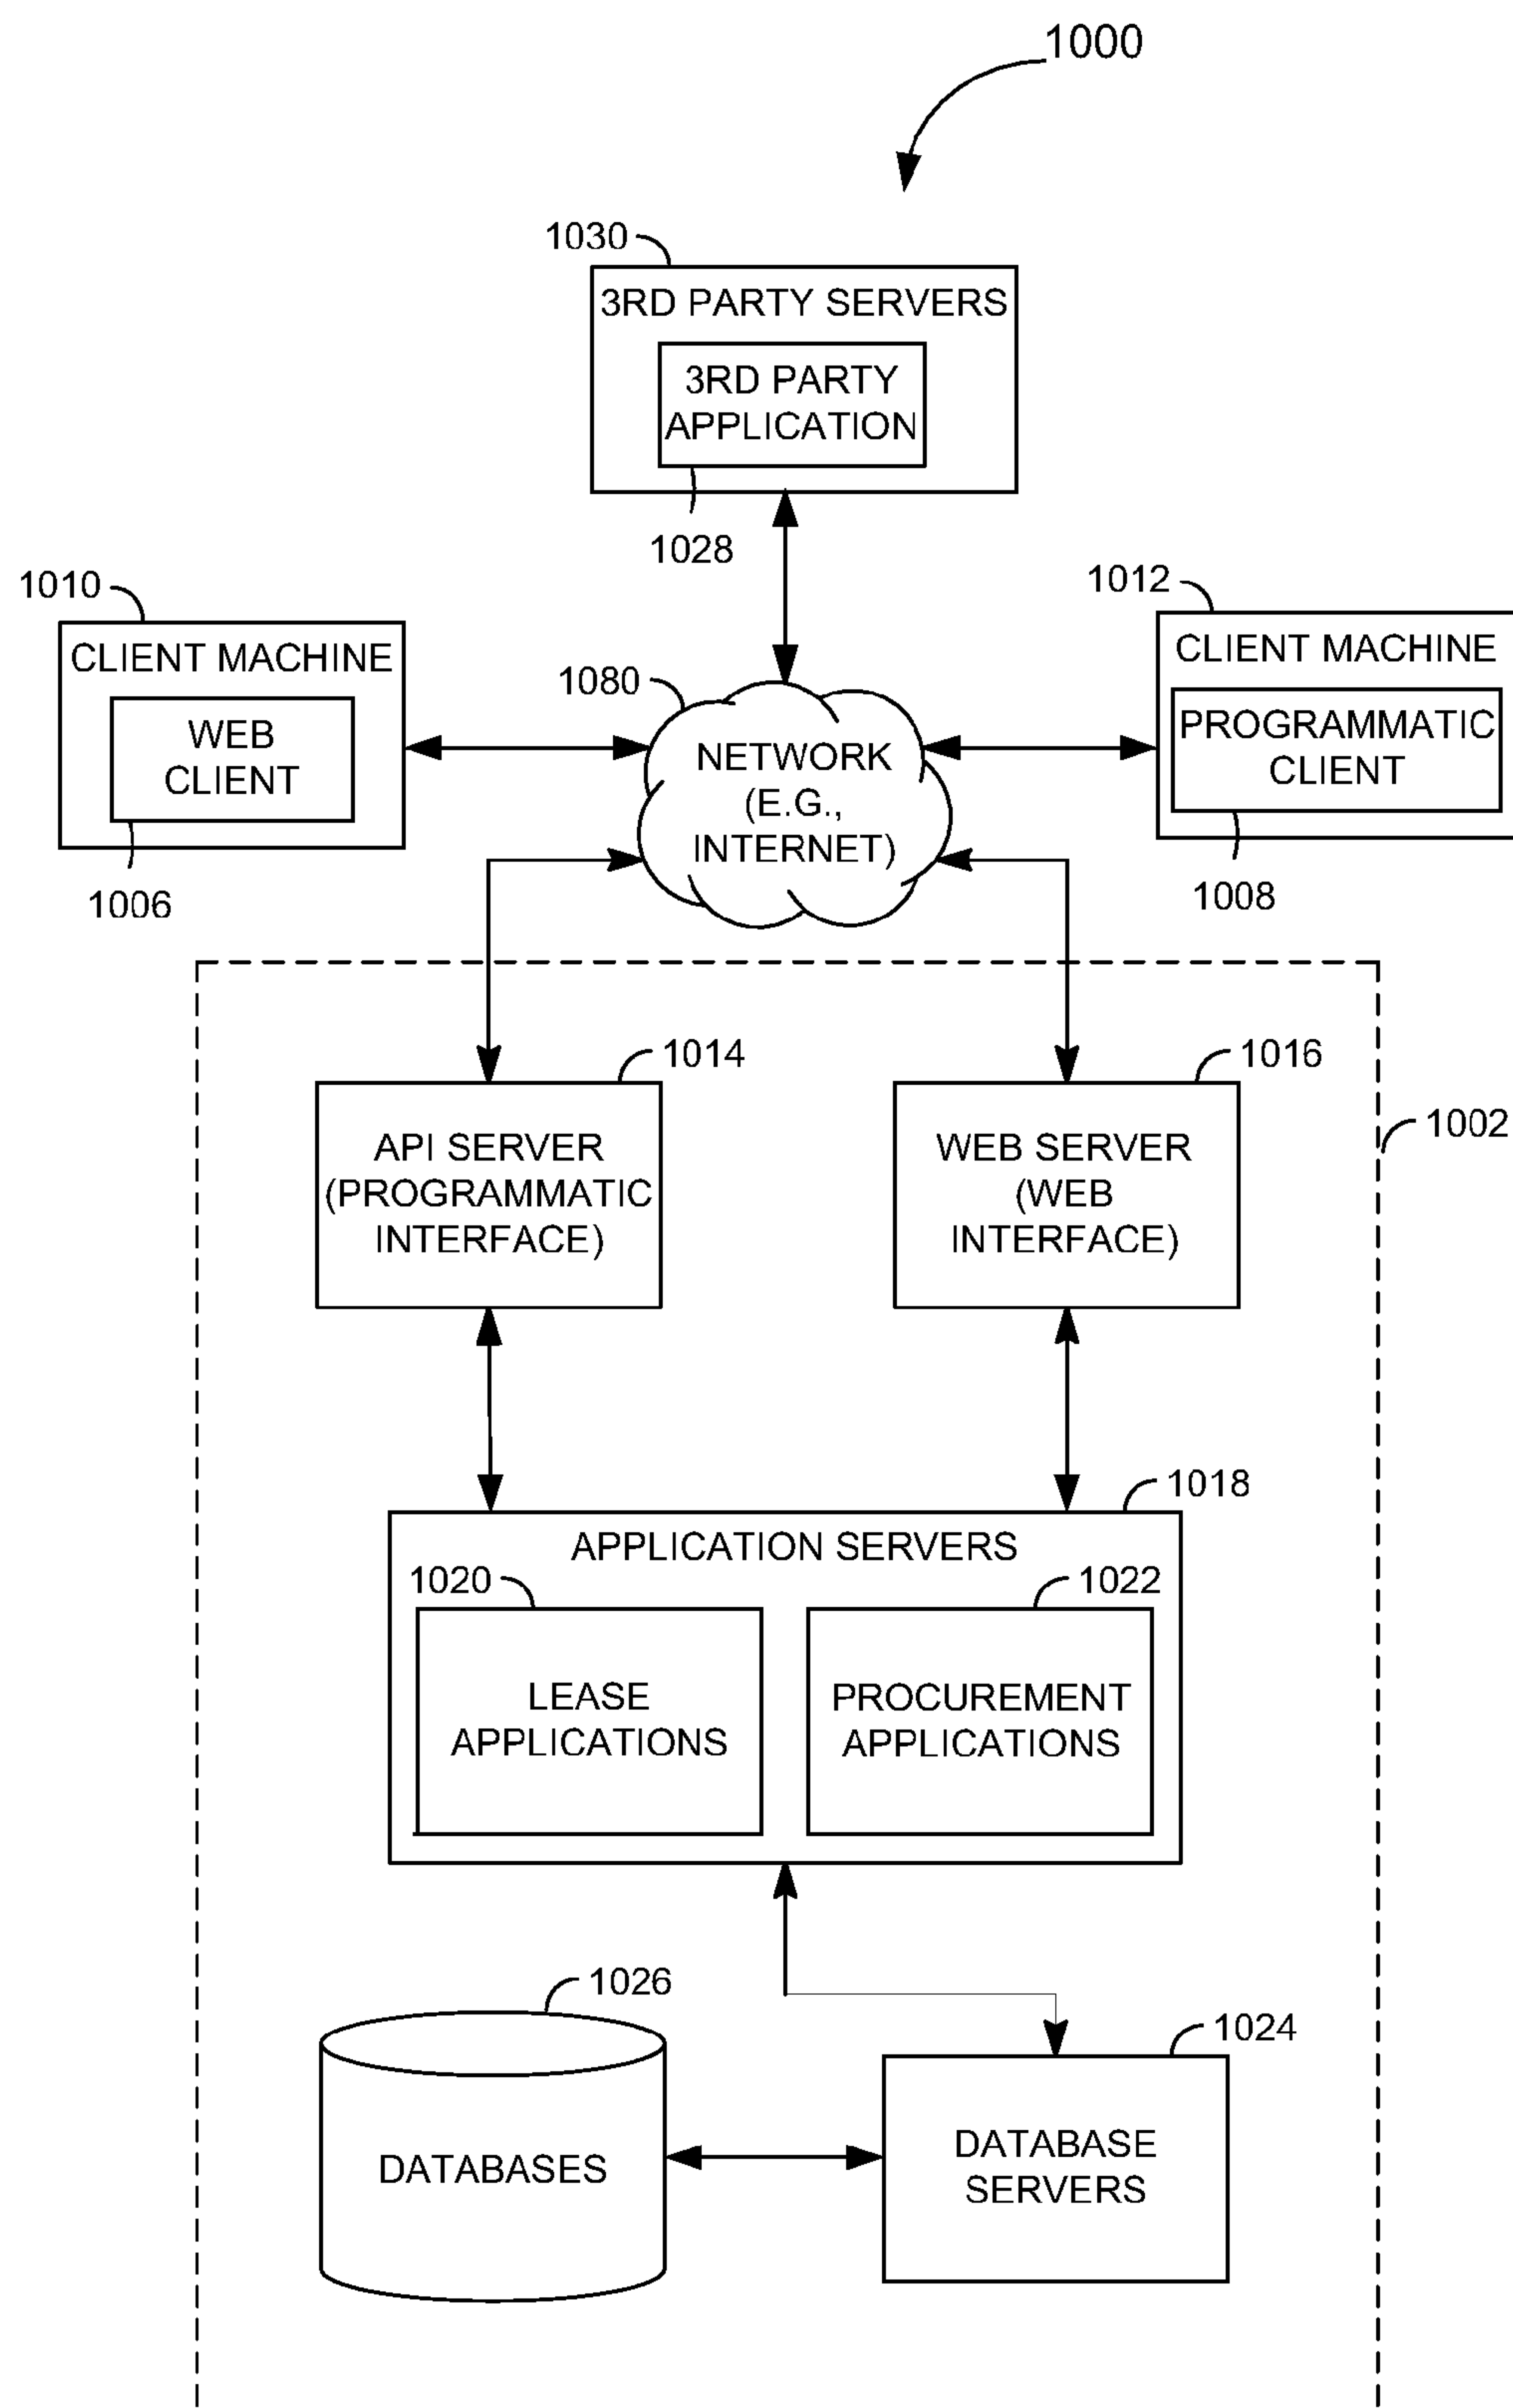 1000
1030
3RD PARTY SERVERS
3RD PARTY
APPLICATION
1028
1010
CLIENT MACHINE
WEB
CLIENT
1006
1080
NETWORK
(E.G.,
INTERNET)
1012
CLIENT MACHINE
PROGRAMMATIC
CLIENT
1008
1014
API SERVER
(PROGRAMMATIC
INTERFACE)
1016
WEB SERVER
(WEB
INTERFACE)
1002
1018
APPLICATION SERVERS
1020
LEASE
APPLICATIONS
1022
PROCUREMENT
APPLICATIONS
1026
DATABASES
1024
DATABASE
SERVERS